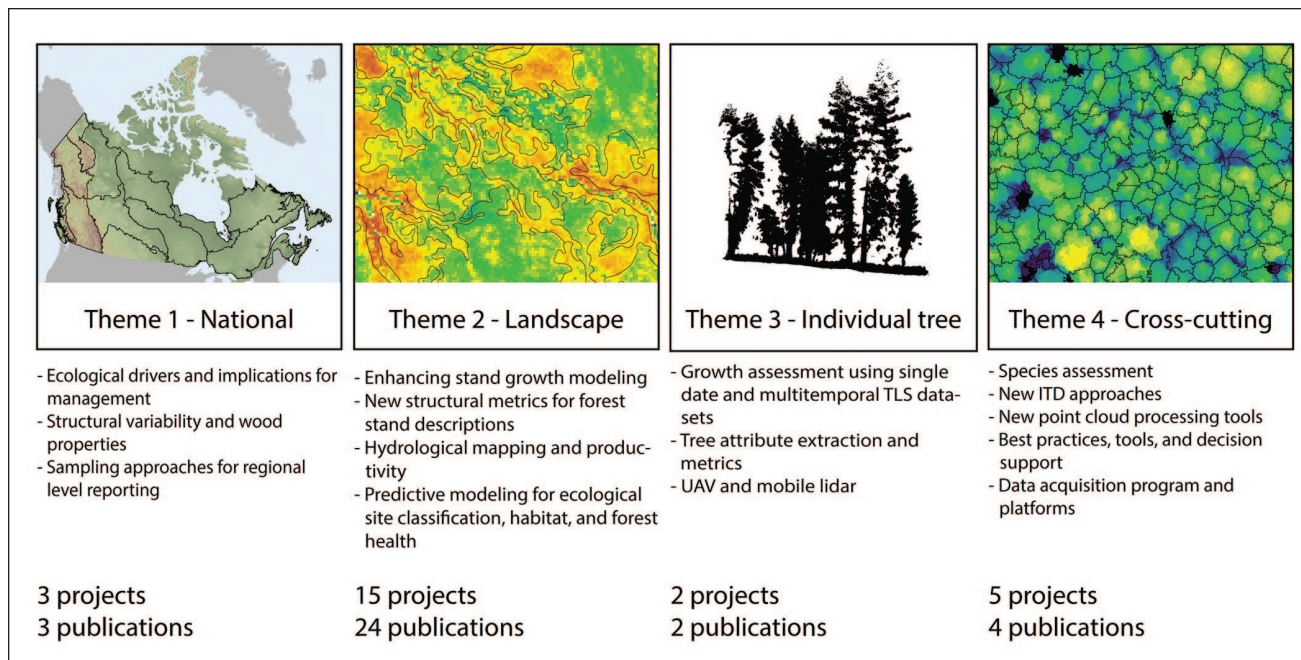 Theme 1 - National
- Ecological drivers and implications for
management
- Structural variability and wood
properties
- Sampling approaches for regional
level reporting
3 projects
3 publications
Theme 2 - Landscape
- Enhancing stand growth modeling
- New structural metrics for forest
stand descriptions
- Hydrological mapping and produc-
tivity
- Predictive modeling for ecological
site classification, habitat, and forest
health
15 projects
24 publications
Theme 3 - Individual tree
- Growth assessment using single
date and multitemporal TLS data-
sets
- Tree attribute extraction and
metrics
- UAV and mobile lidar
2 projects
2 publications
Theme 4 - Cross-cutting
- Species assessment
- New ITD approaches
- New point cloud processing tools
- Best practices, tools, and decision
support
- Data acquisition program and
platforms
5 projects
4 publications